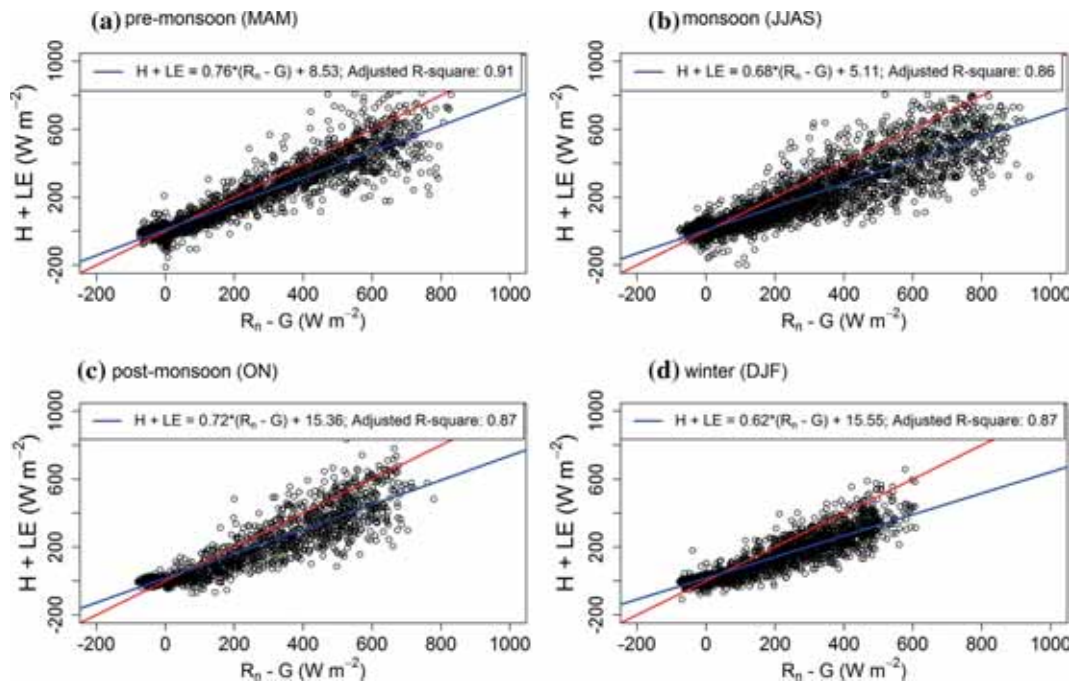 (a) pre-monsoon (MAM)
H + LE = 0.76*(Rn - G) + 8.53; Adjusted R-square: 0.91
H + LE (W m−2)
1000
600
200
-200
-200 0 200 400 600 800 1000
Rn - G (W m−2)
(b) monsoon (JJAS)
H + LE = 0.68*(Rn - G) + 5.11; Adjusted R-square: 0.86
H + LE (W m−2)
1000
600
200
-200
-200 0 200 400 600 800 1000
Rn - G (W m−2)
(c) post-monsoon (ON)
H + LE = 0.72*(Rn - G) + 15.36; Adjusted R-square: 0.87
H + LE (W m−2)
1000
600
200
-200
-200 0 200 400 600 800 1000
Rn - G (W m−2)
(d) winter (DJF)
H + LE = 0.62*(Rn - G) + 15.55; Adjusted R-square: 0.87
H + LE (W m−2)
1000
600
200
-200
-200 0 200 400 600 800 1000
Rn - G (W m−2)